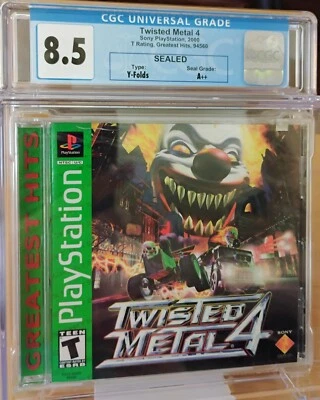 CGC UNIVERSAL GRADE
8.5
Twisted Metal 4
Sony PlayStation, 2000
T Rating, Greatest Hits, 94560
SEALED
Type:
Y-Folds
Seal Grade:
A++
GREATEST HITS
PlayStation
NTSC U/C
TWISTED
METAL 4
TEEN
T
ESRB
SONY